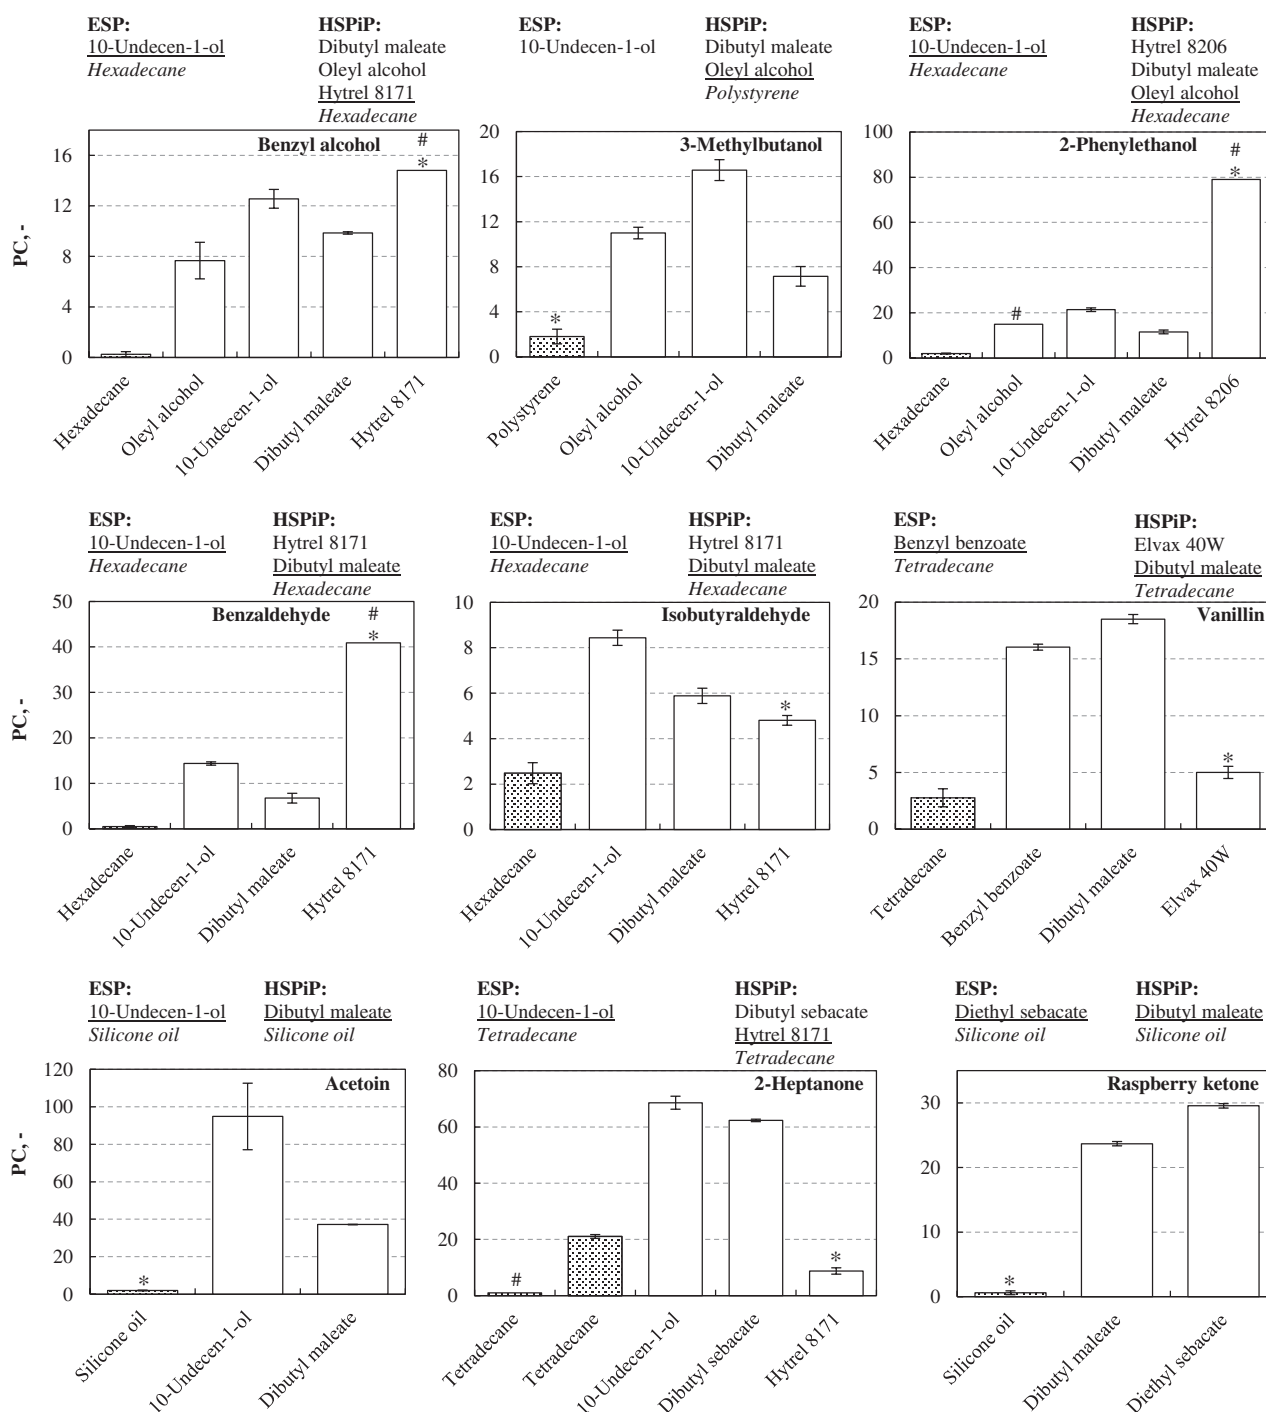 ESP:
10-Undecen-1-ol
Hexadecane
HSPiP:
Dibutyl maleate
Oleyl alcohol
Hytrel 8171
Hexadecane
Benzyl alcohol
#
*
PC, -
16
12
8
4
0
Hexadecane
Oleyl alcohol
10-Undecen-1-ol
Dibutyl maleate
Hytrel 8171
ESP:
10-Undecen-1-ol
HSPiP:
Dibutyl maleate
Oleyl alcohol
Polystyrene
3-Methylbutanol
20
16
12
8
4
0
*
Polystyrene
Oleyl alcohol
10-Undecen-1-ol
Dibutyl maleate
ESP:
10-Undecen-1-ol
Hexadecane
HSPiP:
Hytrel 8206
Dibutyl maleate
Oleyl alcohol
Hexadecane
2-Phenylethanol
#
*
#
100
80
60
40
20
0
Hexadecane
Oleyl alcohol
10-Undecen-1-ol
Dibutyl maleate
Hytrel 8206
ESP:
10-Undecen-1-ol
Hexadecane
HSPiP:
Hytrel 8171
Dibutyl maleate
Hexadecane
Benzaldehyde
#
*
50
40
30
20
10
0
Hexadecane
10-Undecen-1-ol
Dibutyl maleate
Hytrel 8171
ESP:
10-Undecen-1-ol
Hexadecane
HSPiP:
Hytrel 8171
Dibutyl maleate
Hexadecane
Isobutyraldehyde
10
8
6
4
2
0
*
Hexadecane
10-Undecen-1-ol
Dibutyl maleate
Hytrel 8171
ESP:
Benzyl benzoate
Tetradecane
HSPiP:
Elvax 40W
Dibutyl maleate
Tetradecane
Vanillin
20
15
10
5
0
*
Tetradecane
Benzyl benzoate
Dibutyl maleate
Elvax 40W
ESP:
10-Undecen-1-ol
Silicone oil
HSPiP:
Dibutyl maleate
Silicone oil
Acetoin
PC, -
120
100
80
60
40
20
0
*
Silicone oil
10-Undecen-1-ol
Dibutyl maleate
ESP:
10-Undecen-1-ol
Tetradecane
HSPiP:
Dibutyl sebacate
Hytrel 8171
Tetradecane
2-Heptanone
80
60
40
20
0
#
*
Tetradecane
Tetradecane
10-Undecen-1-ol
Dibutyl sebacate
Hytrel 8171
ESP:
Diethyl sebacate
Silicone oil
HSPiP:
Dibutyl maleate
Silicone oil
Raspberry ketone
30
20
10
0
*
Silicone oil
Dibutyl maleate
Diethyl sebacate